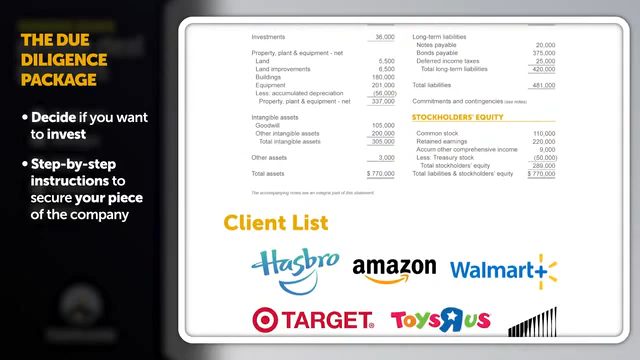 THE DUE
DILIGENCE
PACKAGE
• Decide if you want
to invest
• Step-by-step
instructions to
secure your piece
of the company
Investments 36,000
Property, plant & equipment - net
Land 5,500
Land improvements 6,500
Buildings 180,000
Equipment 201,000
Less: accumulated depreciation (56,000)
Property, plant & equipment - net 337,000
Intangible assets
Goodwill 105,000
Other intangible assets 200,000
Total intangible assets 305,000
Other assets 3,000
Total assets $ 770,000
The accompanying notes are an integral part of this statement.
Long-term liabilities
Notes payable 20,000
Bonds payable 375,000
Deferred income taxes 25,000
Total long-term liabilities 420,000
Total liabilities 481,000
Commitments and contingencies (see notes)
STOCKHOLDERS' EQUITY
Common stock 110,000
Retained earnings 220,000
Accum other comprehensive income 9,000
Less: Treasury stock (50,000)
Total stockholders' equity 289,000
Total liabilities & stockholders' equity $ 770,000
Client List
Hasbro amazon Walmart+
TARGET® TOYS R US